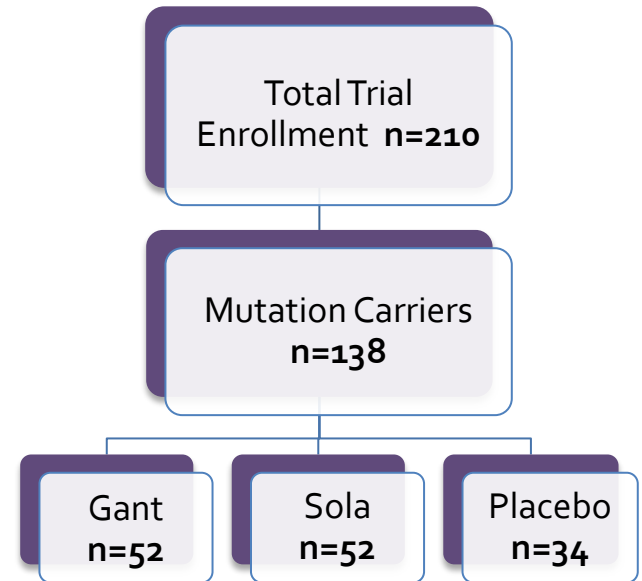 Total Trial
Enrollment n=210
Mutation Carriers
n=138
Gant
n=52
Sola
n=52
Placebo
n=34